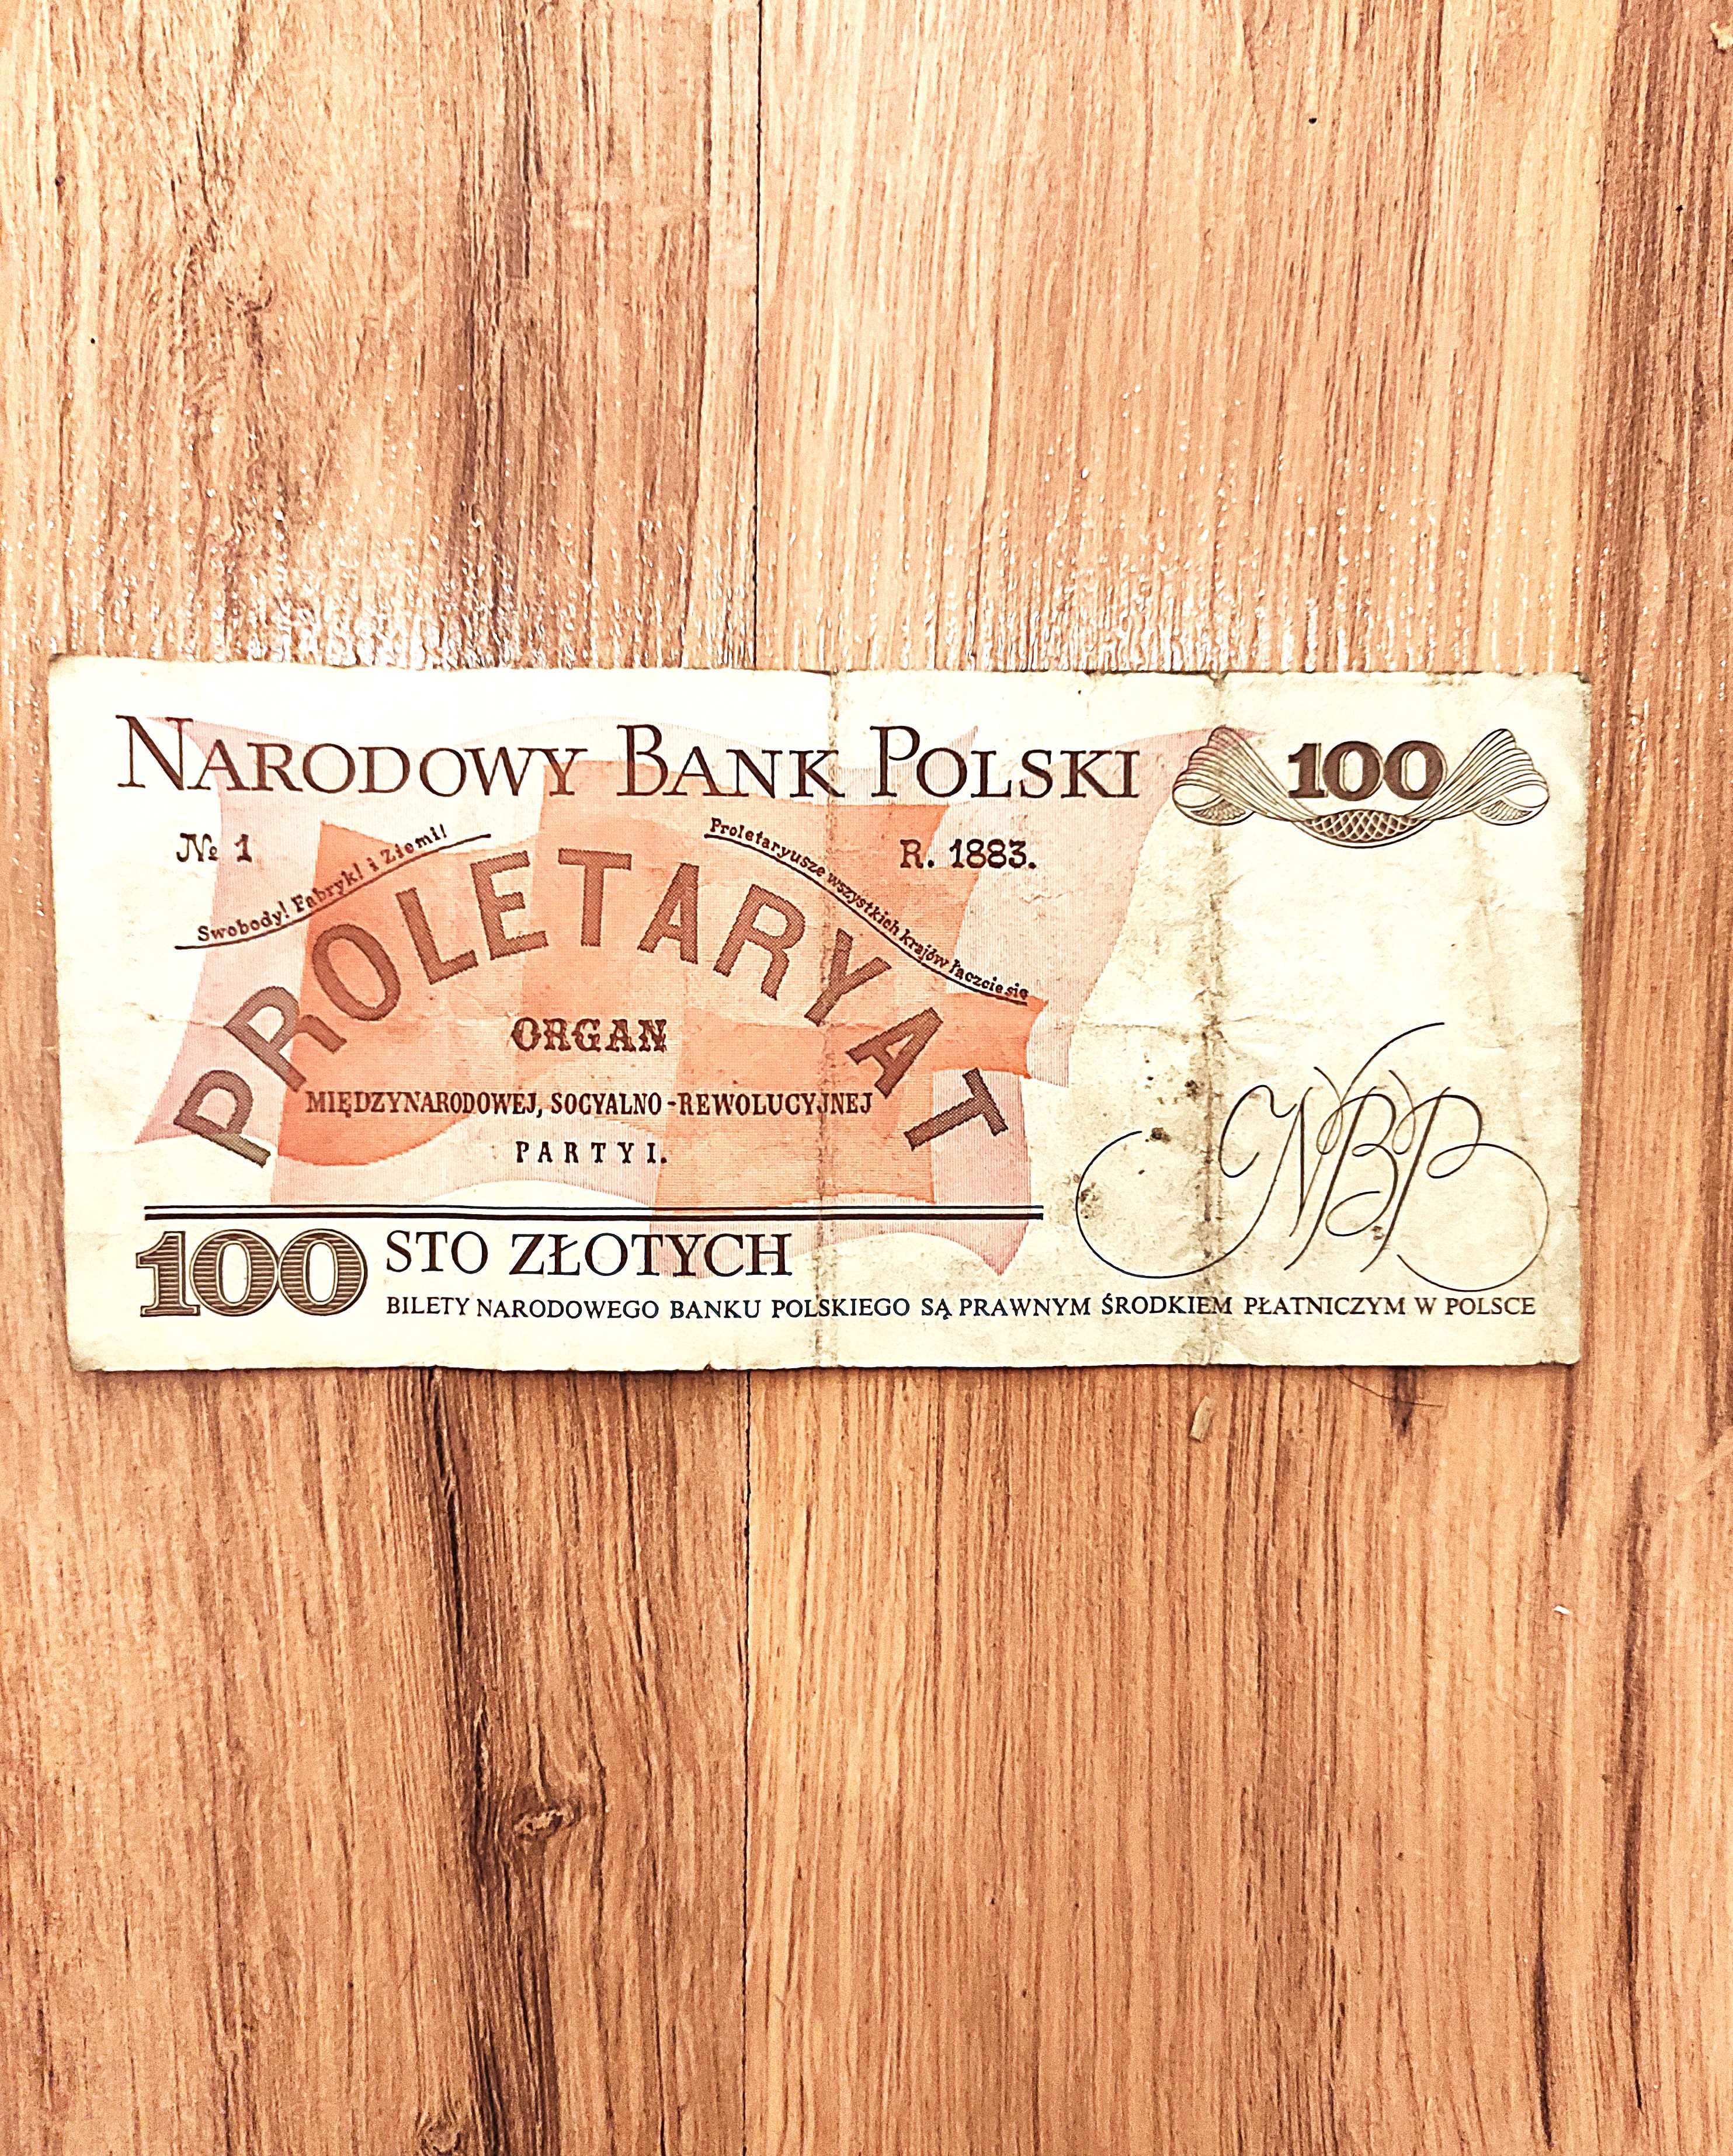 NARODOWY BANK POLSKI
100
№ 1
R. 1883.
Swobody! Fabryk! i Ziemi!
Proletaryusze wszystkich krajów łączcie się
PROLETARYAT
ORGAN
MIĘDZYNARODOWEJ, SOCYALNO-REWOLUCYJNEJ
PARTYI.
NBP
100 STO ZŁOTYCH
BILETY NARODOWEGO BANKU POLSKIEGO SĄ PRAWNYM ŚRODKIEM PŁATNICZYM W POLSCE